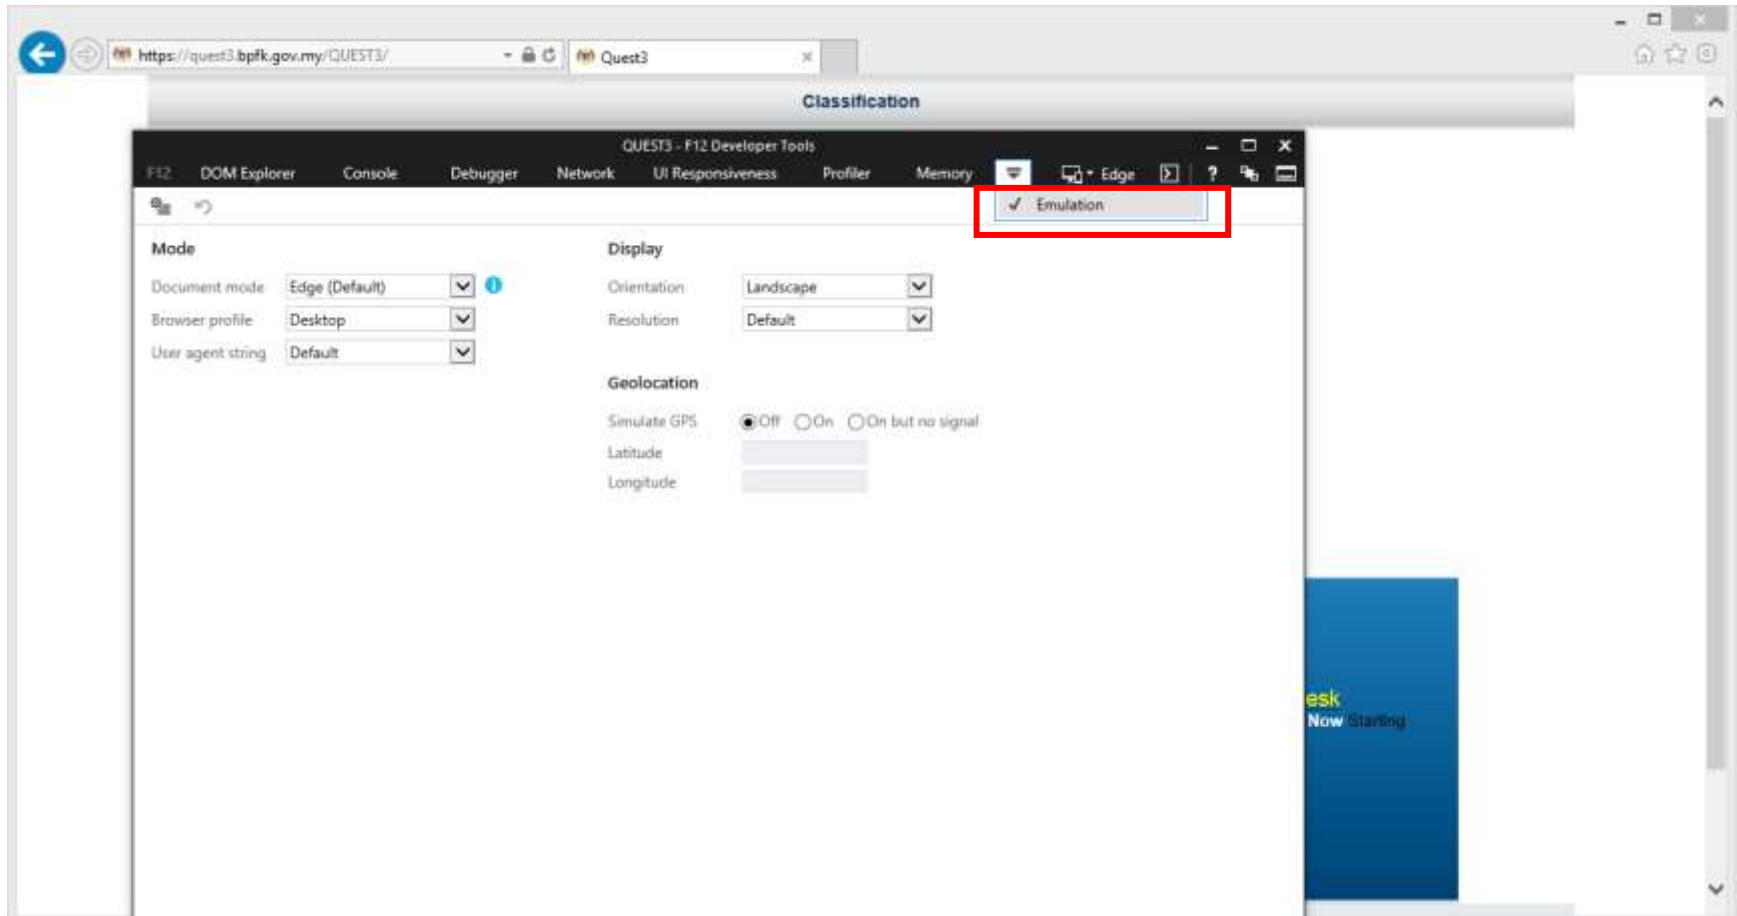 https://quest3.bpfk.gov.my/QUEST3/
Quest3
Classification
QUEST3 - F12 Developer Tools
F12 DOM Explorer Console Debugger Network UI Responsiveness Profiler Memory Edge ?
Emulation
Mode
Document mode Edge (Default)
Browser profile Desktop
User agent string Default
Display
Orientation Landscape
Resolution Default
Geolocation
Simulate GPS Off On On but no signal
Latitude
Longitude
esk
Now Starting